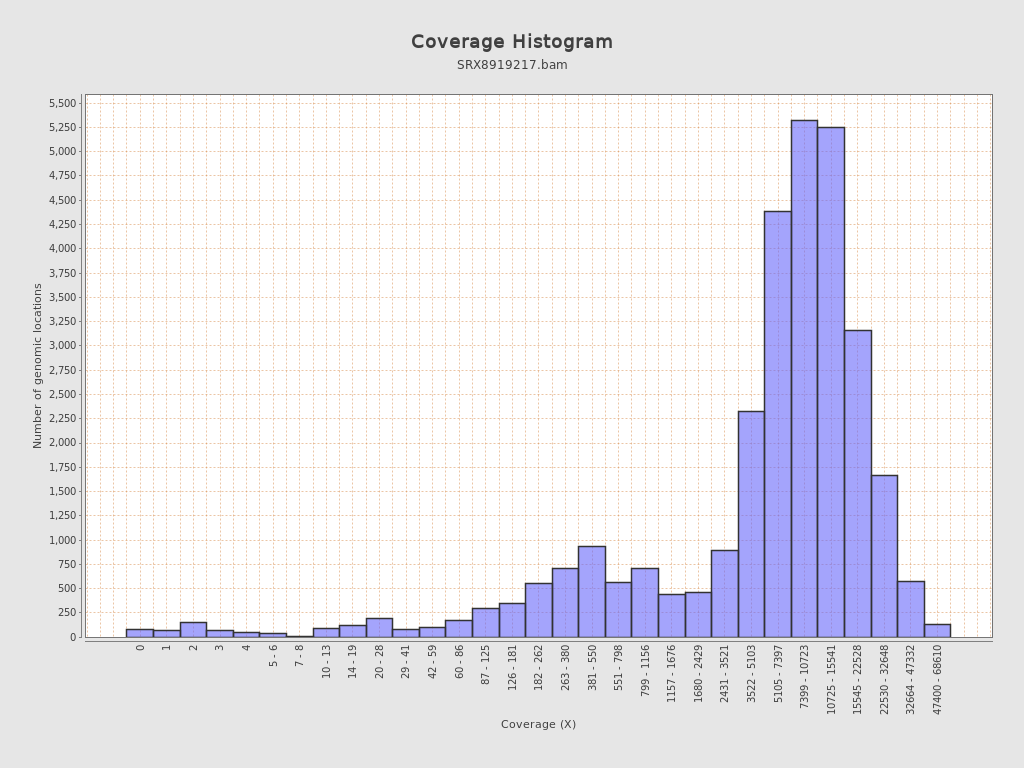 Coverage Histogram
SRX8919217.bam
Number of genomic locations
5,500
5,250
5,000
4,750
4,500
4,250
4,000
3,750
3,500
3,250
3,000
2,750
2,500
2,250
2,000
1,750
1,500
1,250
1,000
750
500
250
0
0
1
2
3
4
5 - 6
7 - 8
10 - 13
14 - 19
20 - 28
29 - 41
42 - 59
60 - 86
87 - 125
126 - 181
182 - 262
263 - 380
381 - 550
551 - 798
799 - 1156
1157 - 1676
1680 - 2429
2431 - 3521
3522 - 5103
5105 - 7397
7399 - 10723
10725 - 15541
15545 - 22528
22530 - 32648
32664 - 47332
47400 - 68610
Coverage (X)